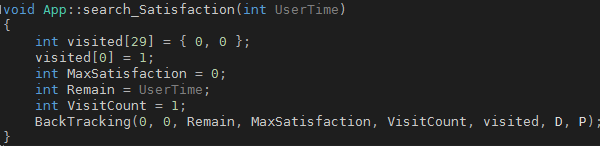 void App::search_Satisfaction(int UserTime)
{
int visited[29] = { 0, 0 };
visited[0] = 1;
int MaxSatisfaction = 0;
int Remain = UserTime;
int VisitCount = 1;
BackTracking(0, 0, Remain, MaxSatisfaction, VisitCount, visited, D, P);
}